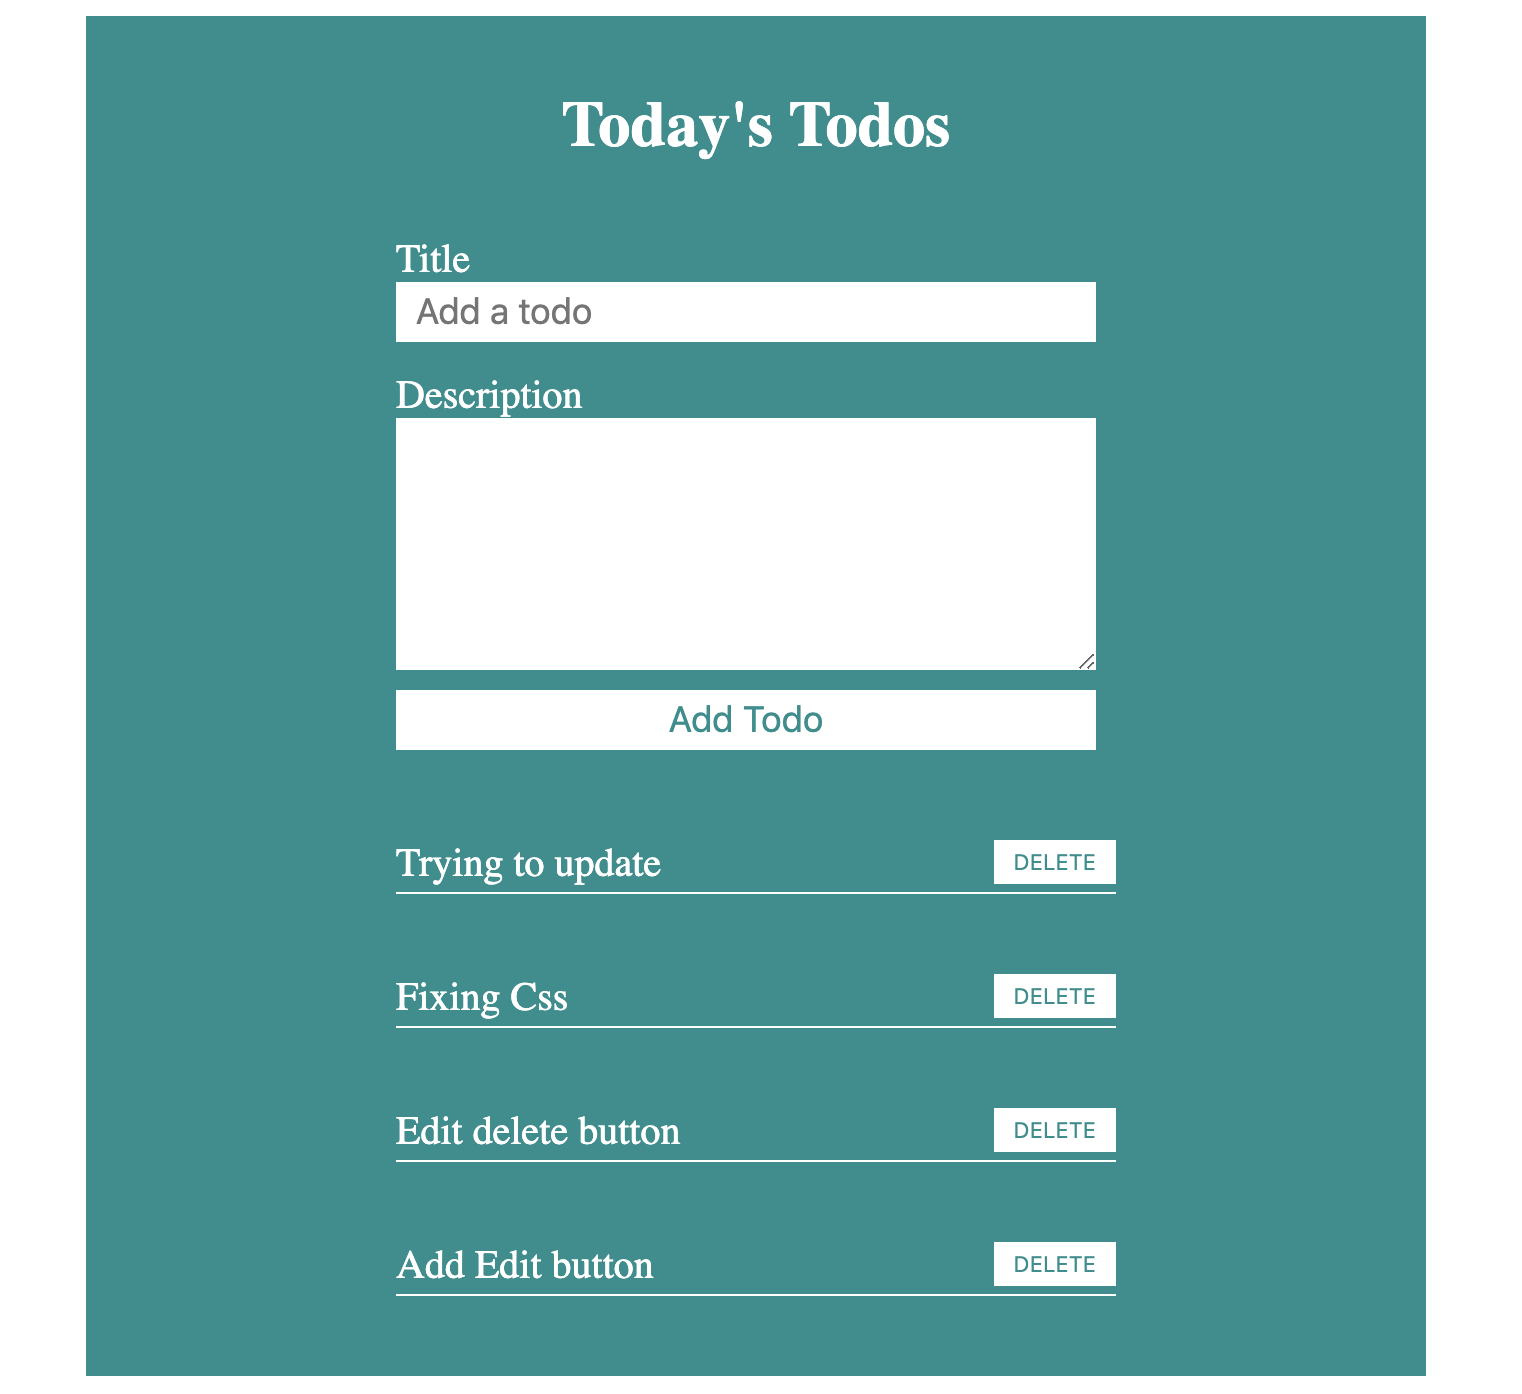 Today's Todos
Title
Add a todo
Description
Add Todo
Trying to update DELETE
Fixing Css DELETE
Edit delete button DELETE
Add Edit button DELETE